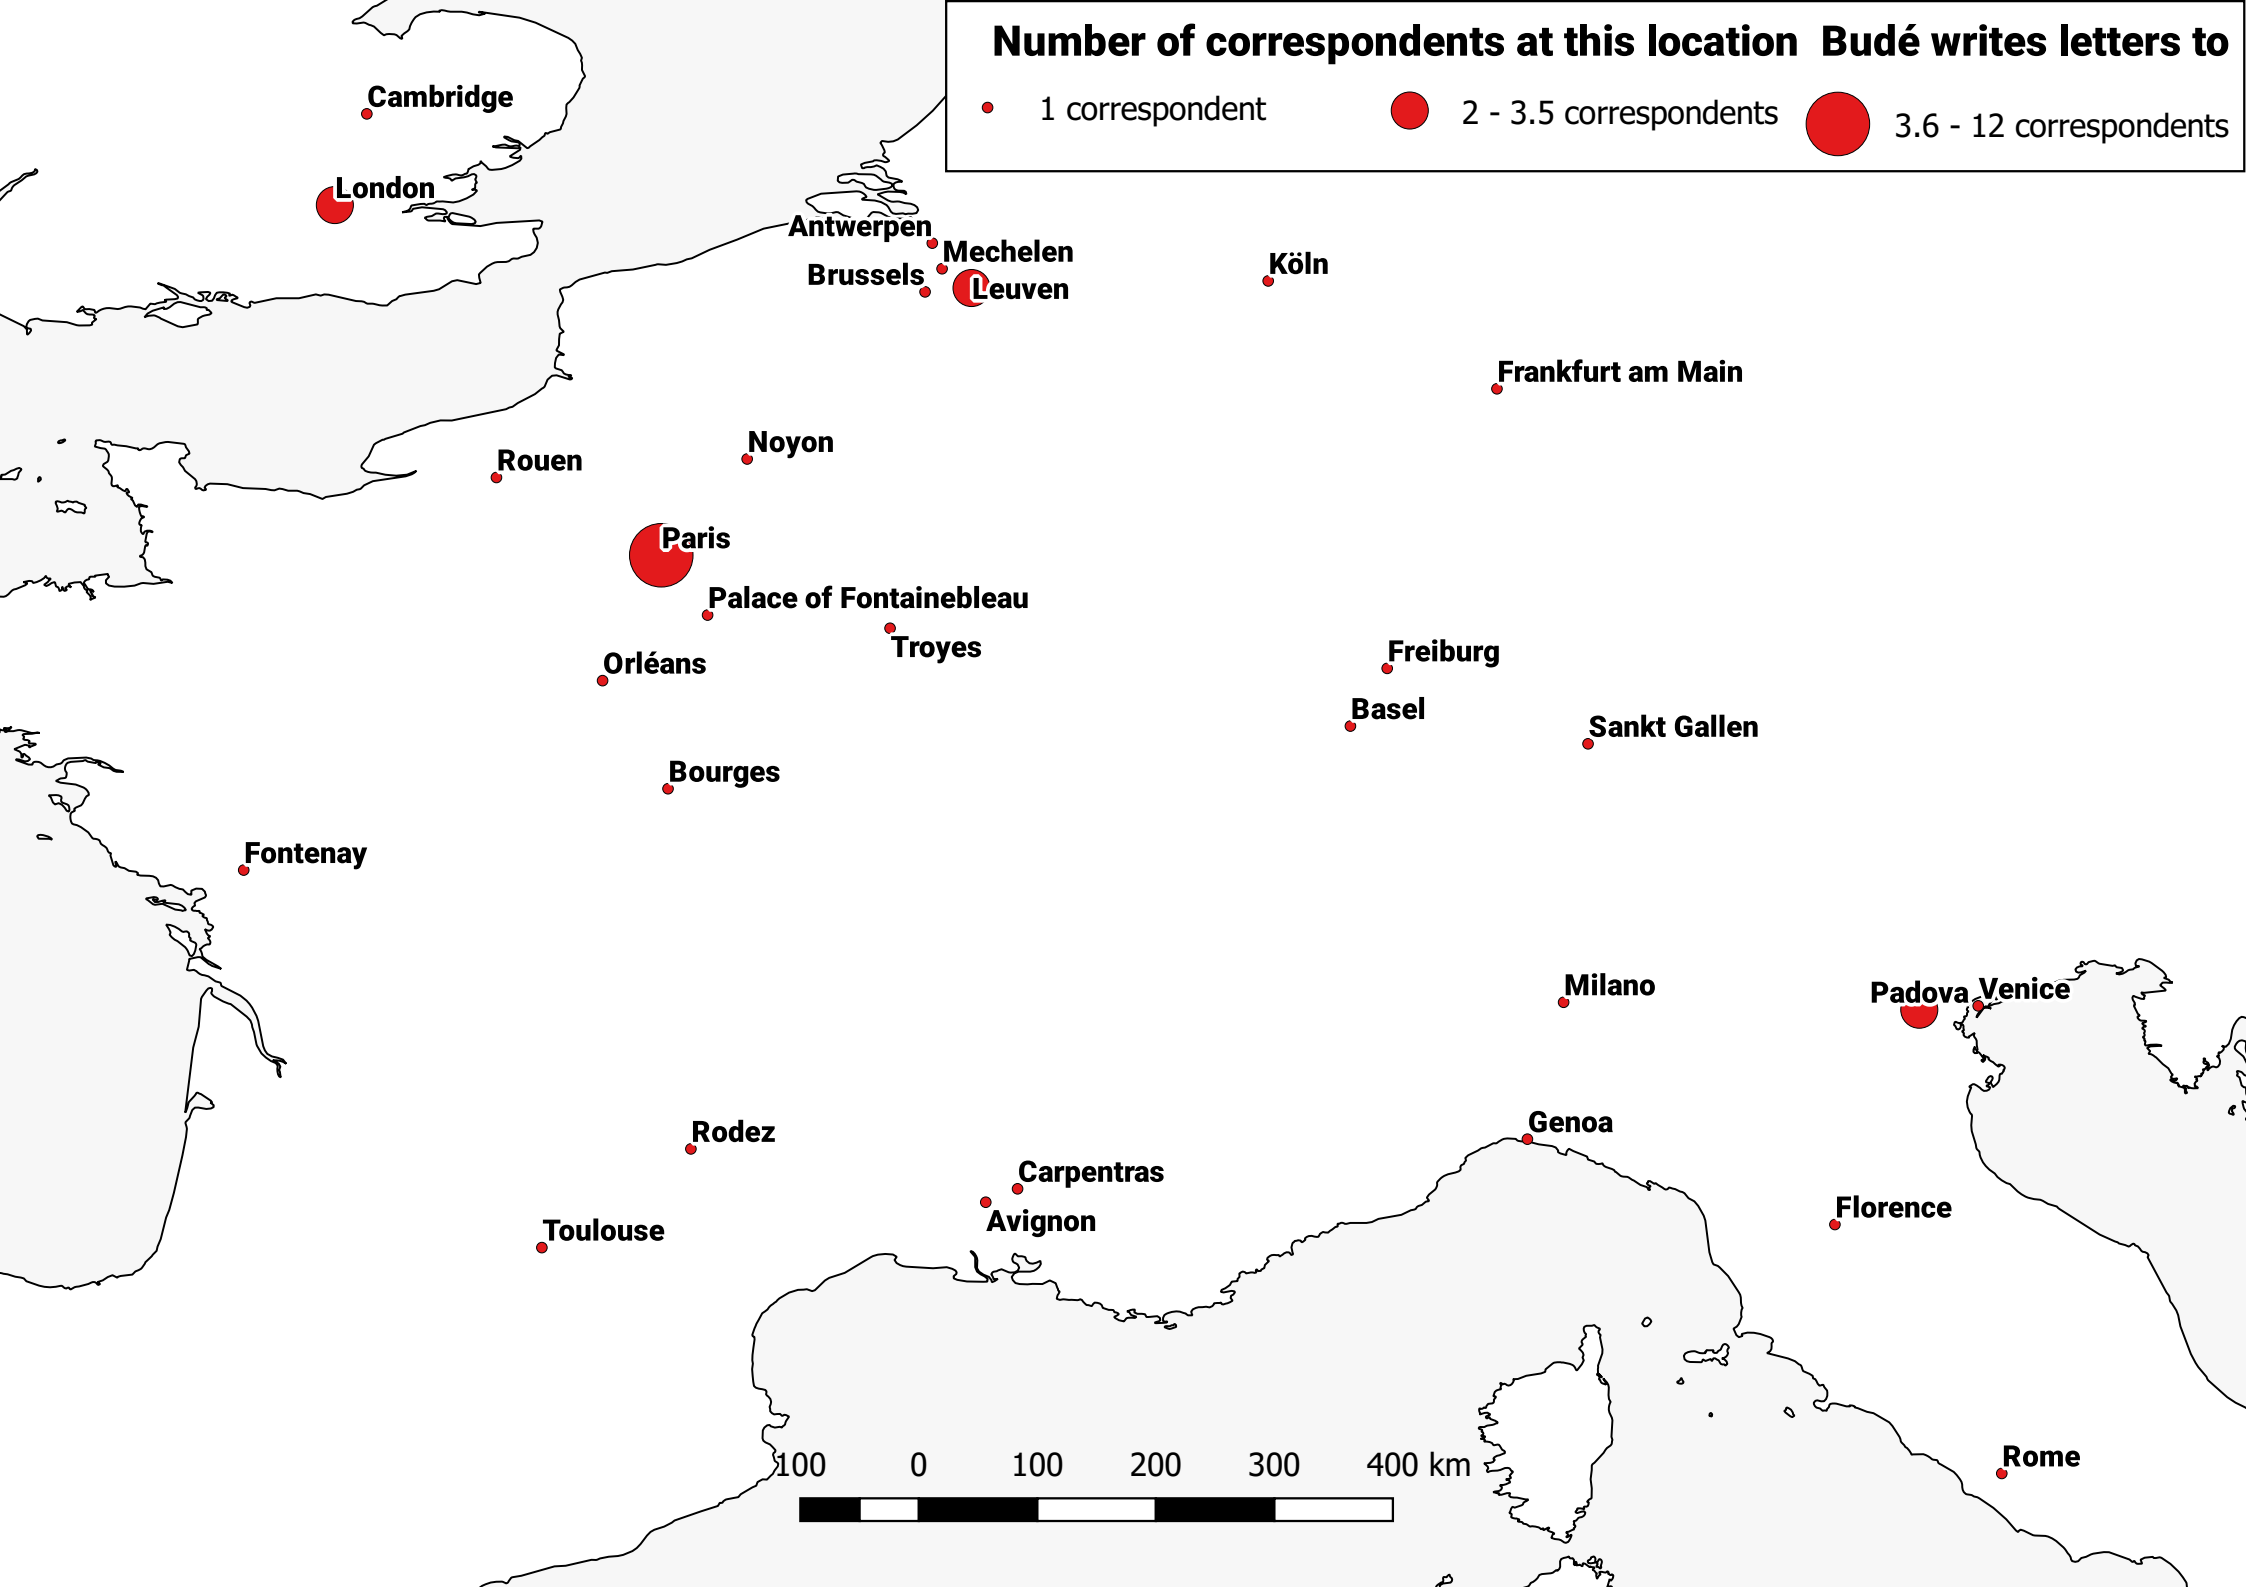 Number of correspondents at this location Budé writes letters to
1 correspondent 2 - 3.5 correspondents 3.6 - 12 correspondents
Cambridge
London
Antwerpen
Mechelen
Brussels
Leuven
Köln
Frankfurt am Main
Noyon
Rouen
Paris
Palace of Fontainebleau
Troyes
Orléans
Freiburg
Basel
Sankt Gallen
Bourges
Fontenay
Milano
Padova
Venice
Genoa
Rodez
Carpentras
Avignon
Florence
Toulouse
Rome
100 0 100 200 300 400 km